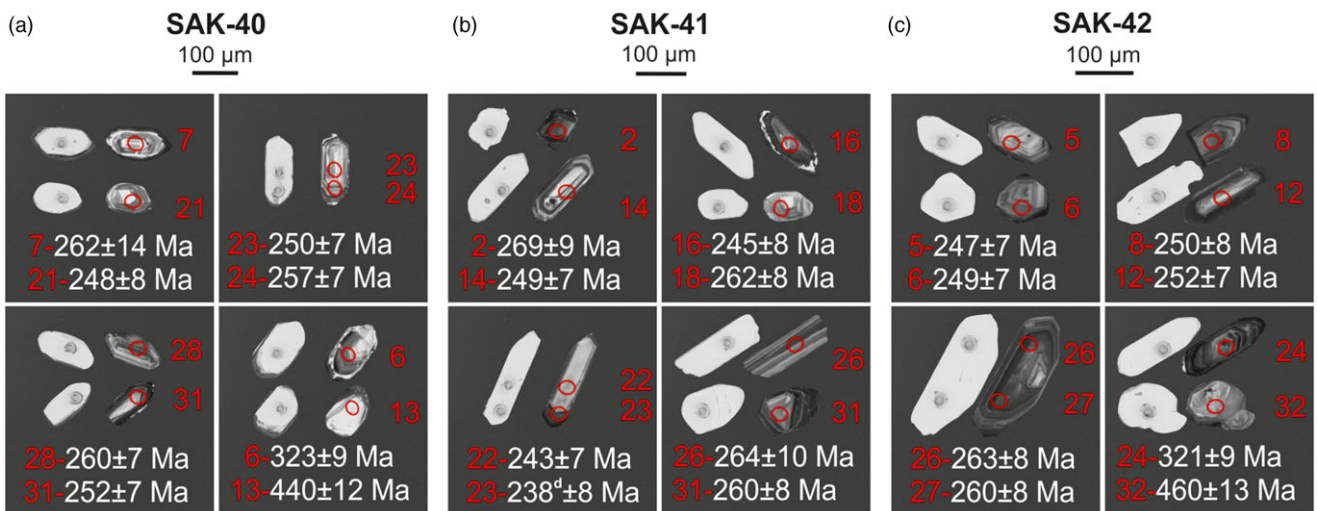 (a) SAK-40
100 µm
7
21
7-262±14 Ma
21-248±8 Ma
23
24
23-250±7 Ma
24-257±7 Ma
28
31
28-260±7 Ma
31-252±7 Ma
6
13
6-323±9 Ma
13-440±12 Ma
(b) SAK-41
100 µm
2
14
2-269±9 Ma
14-249±7 Ma
16
18
16-245±8 Ma
18-262±8 Ma
22
23
22-243±7 Ma
23-238ᵈ±8 Ma
26
31
26-264±10 Ma
31-260±8 Ma
(c) SAK-42
100 µm
5
6
5-247±7 Ma
6-249±7 Ma
8
12
8-250±8 Ma
12-252±7 Ma
26
27
26-263±8 Ma
27-260±8 Ma
24
32
24-321±9 Ma
32-460±13 Ma